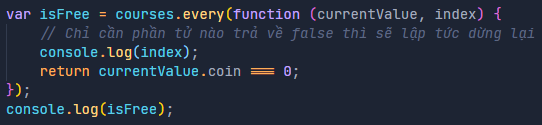 var isFree = courses.every(function (currentValue, index) {
// Chỉ cần phần tử nào trả về false thì sẽ lập tức dừng lại
console.log(index);
return currentValue.coin === 0;
});
console.log(isFree);